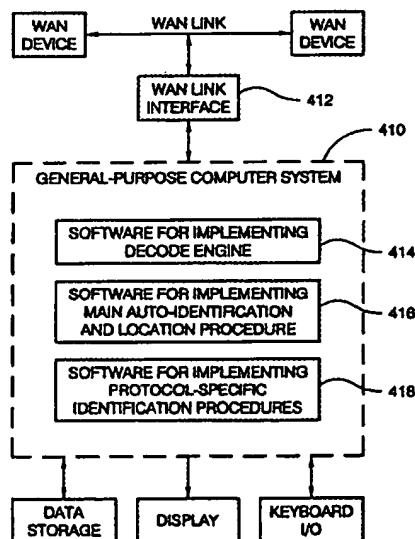 WAN DEVICE
WAN LINK
WAN DEVICE
WAN LINK INTERFACE
412
410
GENERAL-PURPOSE COMPUTER SYSTEM
SOFTWARE FOR IMPLEMENTING
DECODE ENGINE
414
SOFTWARE FOR IMPLEMENTING
MAIN AUTO-IDENTIFICATION
AND LOCATION PROCEDURE
416
SOFTWARE FOR IMPLEMENTING
PROTOCOL-SPECIFIC
IDENTIFICATION PROCEDURES
418
DATA
STORAGE
DISPLAY
KEYBOARD
I/O